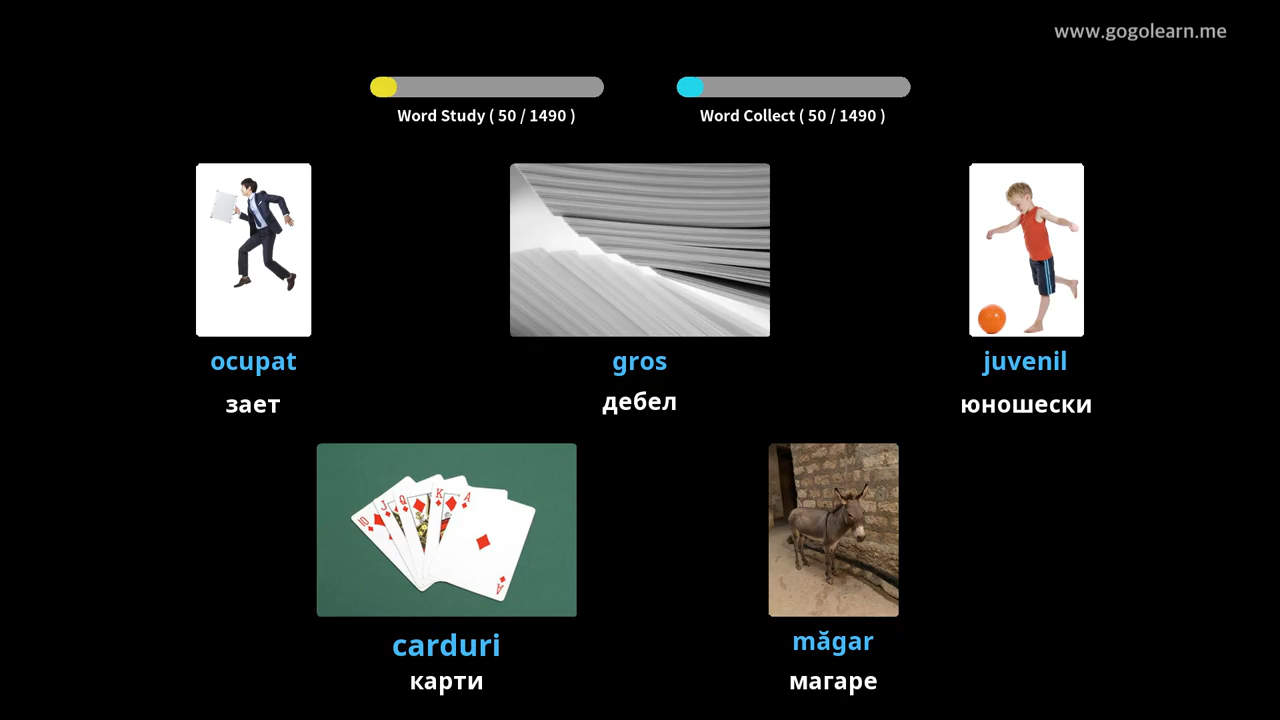 www.gogolearn.me
Word Study ( 50 / 1490 )
Word Collect ( 50 / 1490 )
ocupat
зает
gros
дебел
juvenil
юношески
10 J Q K A
A
carduri
карти
măgar
магаре